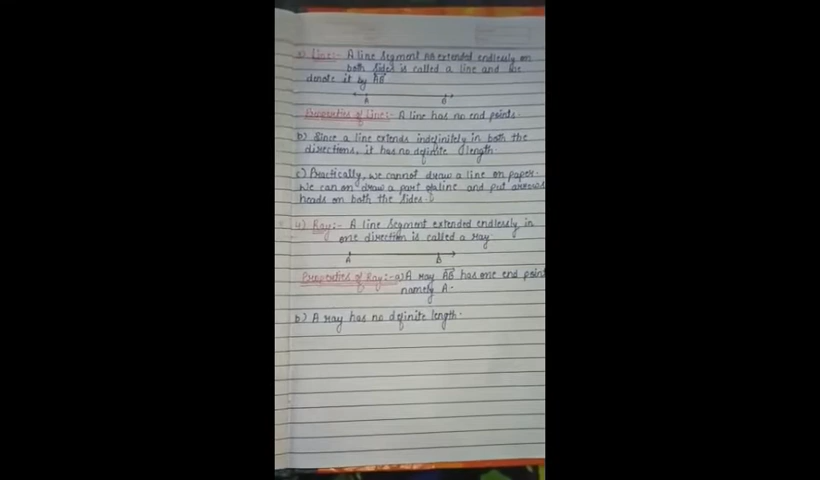 3) Line:- A line segment AB extended endlessly on
both sides is called a line and we
denote it by AB
A B
Properties of Line:- A line has no end points.
b) Since a line extends indefinitely in both the
directions, it has no definite length.
c) Practically, we cannot draw a line on paper.
We can on draw a part of a line and put arrows
heads on both the sides.
4) Ray:- A line segment extended endlessly in
one direction is called a ray
A B
Properties of Ray:- a) A ray AB has one end point
namely A.
b) A ray has no definite length.